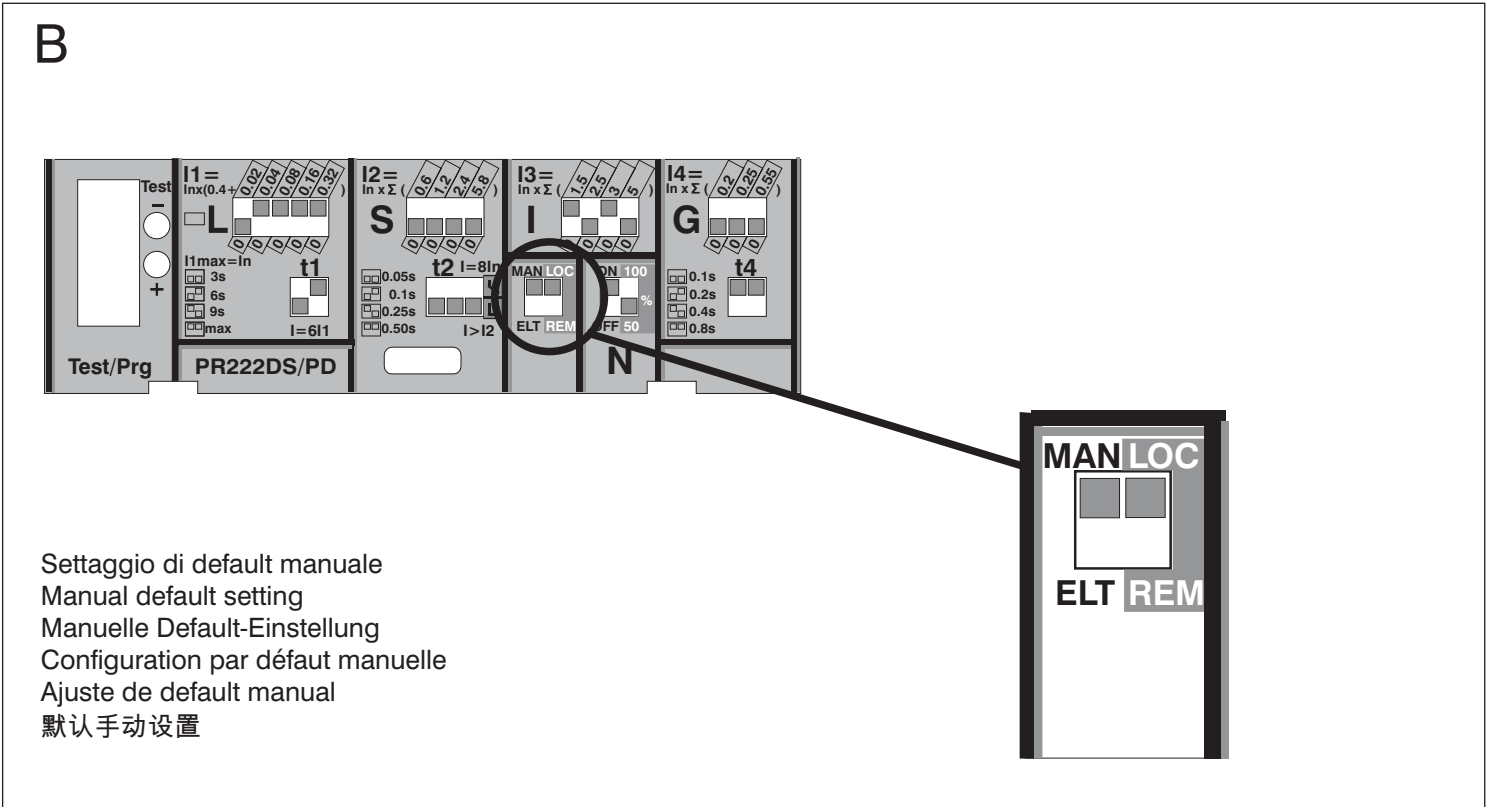 B
I1=
Inx(0.4+ 0.02 0.04 0.08 0.16 0.32 )
L
0 0 0 0 0
I1max=In
3s
6s
9s
max
t1
I=6I1
Test
–
+
Test/Prg
PR222DS/PD
I2=
In x Σ ( 0.6 1.2 2.4 5.8 )
S
0 0 0 0
0.05s
0.1s
0.25s
0.50s
t2
I=8In
I>I2
I3=
In x Σ ( 1.5 2.5 3 5 )
I
0 0 0 0
MAN LOC
ELT REM
100
%
50
N
I4=
In x Σ ( 0.2 0.25 0.55 )
G
0 0 0
0.1s
0.2s
0.4s
0.8s
t4
MAN LOC
ELT REM
Settaggio di default manuale
Manual default setting
Manuelle Default-Einstellung
Configuration par défaut manuelle
Ajuste de default manual
默认手动设置